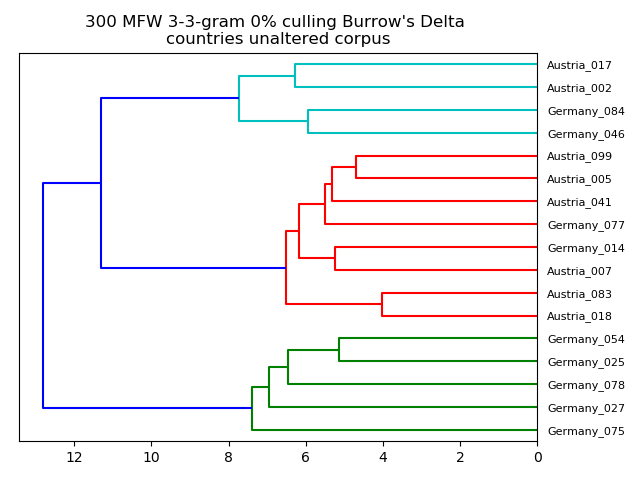 300 MFW 3-3-gram 0% culling Burrow's Delta
countries unaltered corpus
Austria_017
Austria_002
Germany_084
Germany_046
Austria_099
Austria_005
Austria_041
Germany_077
Germany_014
Austria_007
Austria_083
Austria_018
Germany_054
Germany_025
Germany_078
Germany_027
Germany_075
12 10 8 6 4 2 0